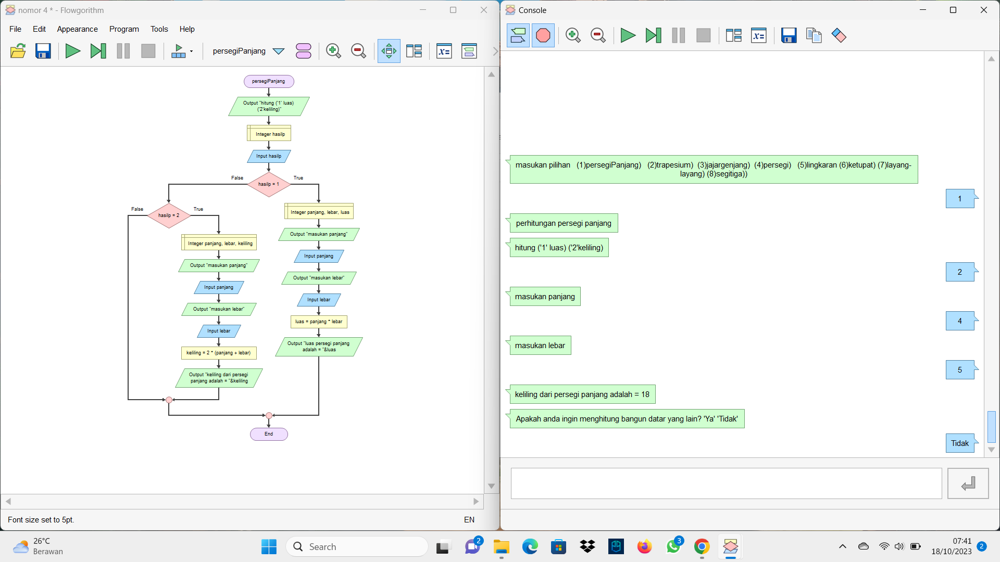 nomor 4 * - Flowgorithm
File Edit Appearance Program Tools Help
persegiPanjang
persegiPanjang
Output "hitung ('1' luas)
('2'keliling)"
Integer hasilp
Input hasilp
False
True
hasilp = 1
False
True
hasilp = 2
Integer panjang, lebar, keliling
Output "masukan panjang"
Input panjang
Output "masukan lebar"
Input lebar
keliling = 2 * (panjang + lebar)
Output "keliling dari persegi
panjang adalah = "&keliling
Integer panjang, lebar, luas
Output "masukan panjang"
Input panjang
Output "masukan lebar"
Input lebar
luas = panjang * lebar
Output "luas persegi panjang
adalah = "&luas
End
Font size set to 5pt.
EN
Console
x=
x=
masukan pilihan (1)persegiPanjang) (2)trapesium) (3)jajargenjang) (4)persegi) (5)lingkaran (6)ketupat) (7)layang-
layang) (8)segitiga))
1
perhitungan persegi panjang
hitung ('1' luas) ('2'keliling)
2
masukan panjang
4
masukan lebar
5
keliling dari persegi panjang adalah = 18
Apakah anda ingin menghitung bangun datar yang lain? 'Ya' 'Tidak'
Tidak
26°C
Berawan
Search
2
3
07:41
18/10/2023
2